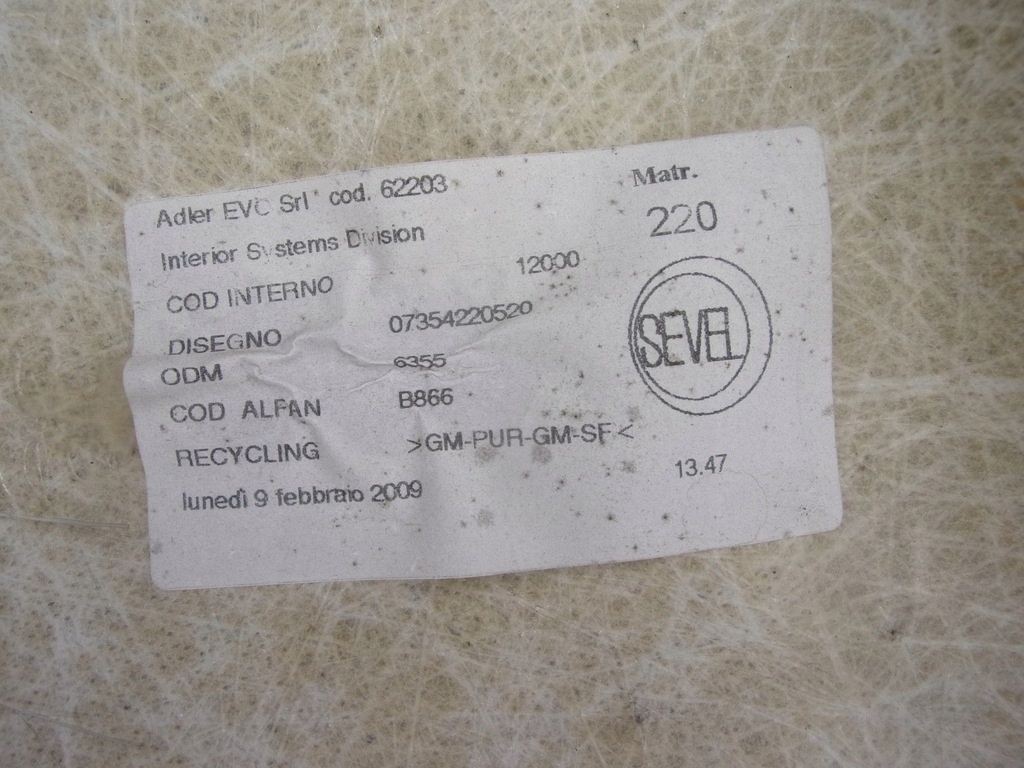 Adler EVC Srl cod. 62203
Matr.
Interior Systems Division
220
COD INTERNO 12000
DISEGNO 07354220520
SEVEL
ODM 6355
COD ALFAN B866
RECYCLING >GM-PUR-GM-SF<
lunedì 9 febbraio 2009 13.47